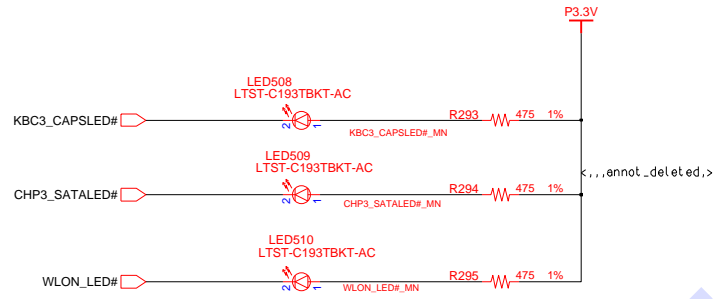 P3.3V
LED508
LTST-C193TBKT-AC
KBC3_CAPSLED#
2
1
KBC3_CAPSLED#_MN
R293
475
1%
<,,,annot_deleted,>
LED509
LTST-C193TBKT-AC
CHP3_SATALED#
2
1
CHP3_SATALED#_MN
R294
475
1%
LED510
LTST-C193TBKT-AC
WLON_LED#
2
1
WLON_LED#_MN
R295
475
1%